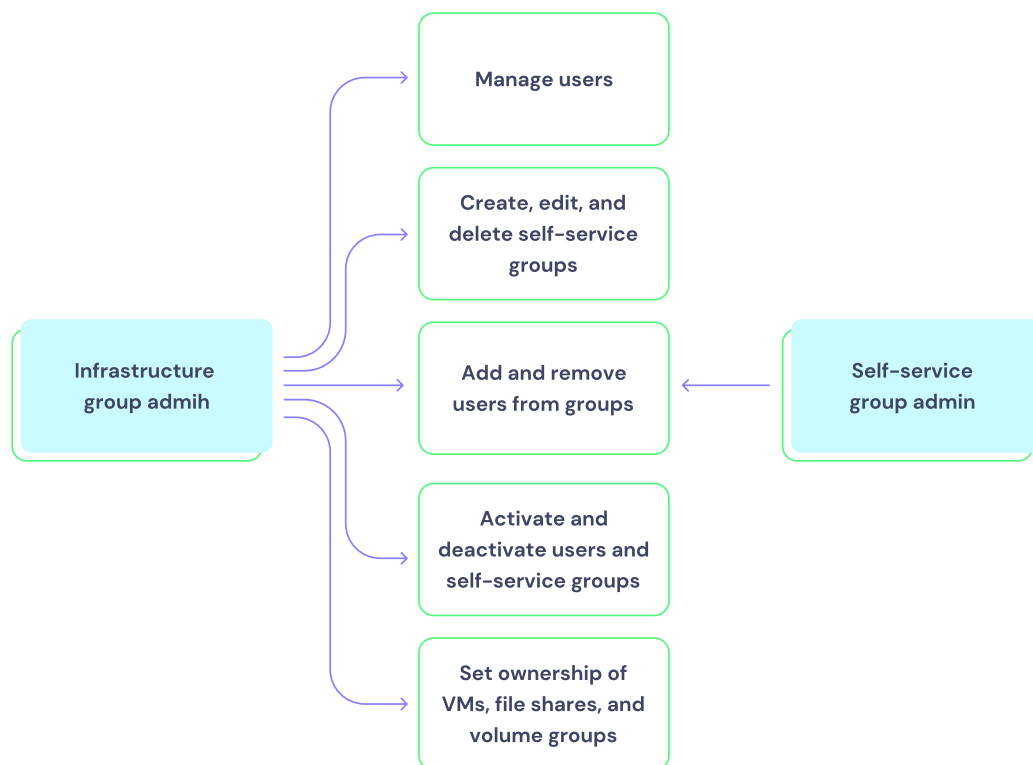 Manage users
Create, edit, and
delete self-service
groups
Infrastructure
group admih
Add and remove
users from groups
Self-service
group admin
Activate and
deactivate users and
self-service groups
Set ownership of
VMs, file shares, and
volume groups